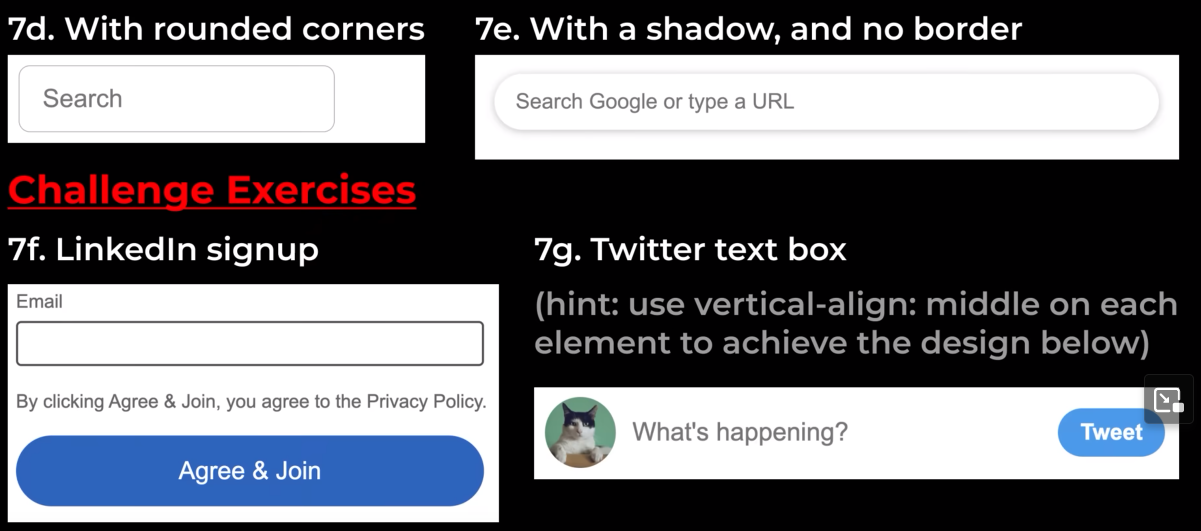 7d. With rounded corners
Search
7e. With a shadow, and no border
Search Google or type a URL
Challenge Exercises
7f. LinkedIn signup
Email
By clicking Agree & Join, you agree to the Privacy Policy.
Agree & Join
7g. Twitter text box
(hint: use vertical-align: middle on each
element to achieve the design below)
What's happening?
Tweet